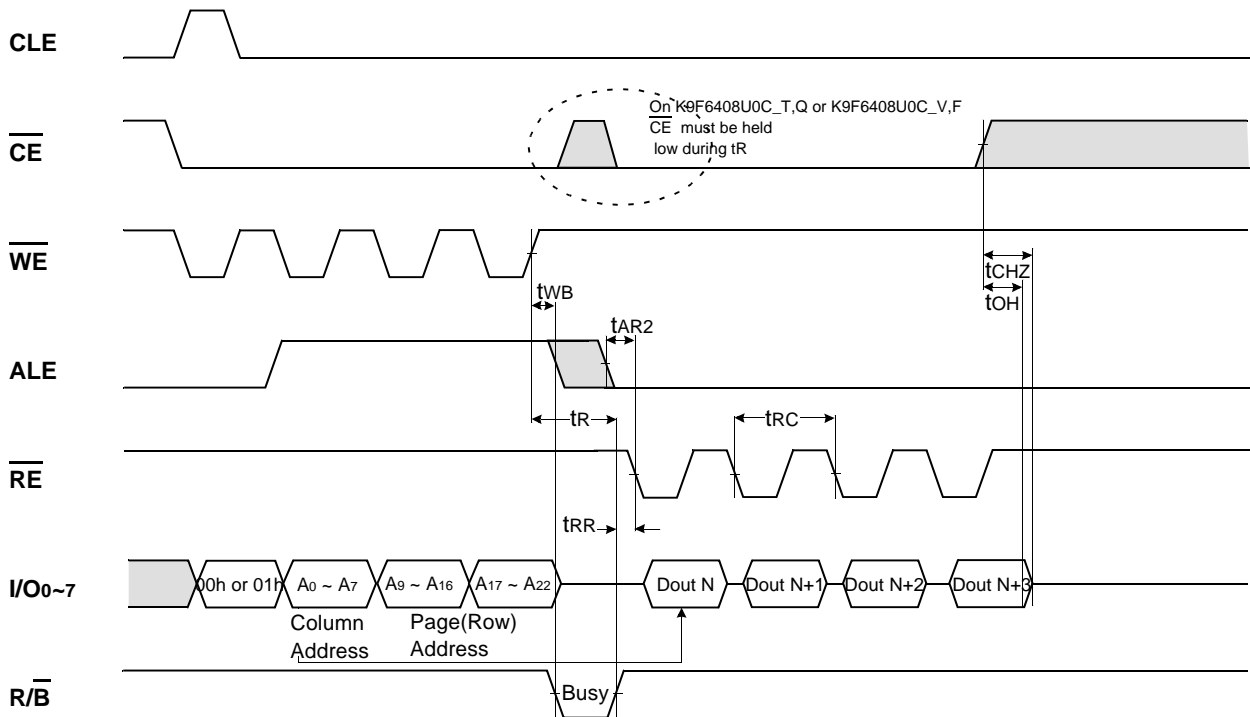 CLE
On K9F6408U0C_T,Q or K9F6408U0C_V,F
CE must be held
low during tR
CE
WE
tCHZ
tOH
tWB
tAR2
ALE
tR
tRC
RE
tRR
I/O0~7
00h or 01h
A0 ~ A7
A9 ~ A16
A17 ~ A22
Dout N
Dout N+1
Dout N+2
Dout N+3
Column
Address
Page(Row)
Address
R/B
Busy